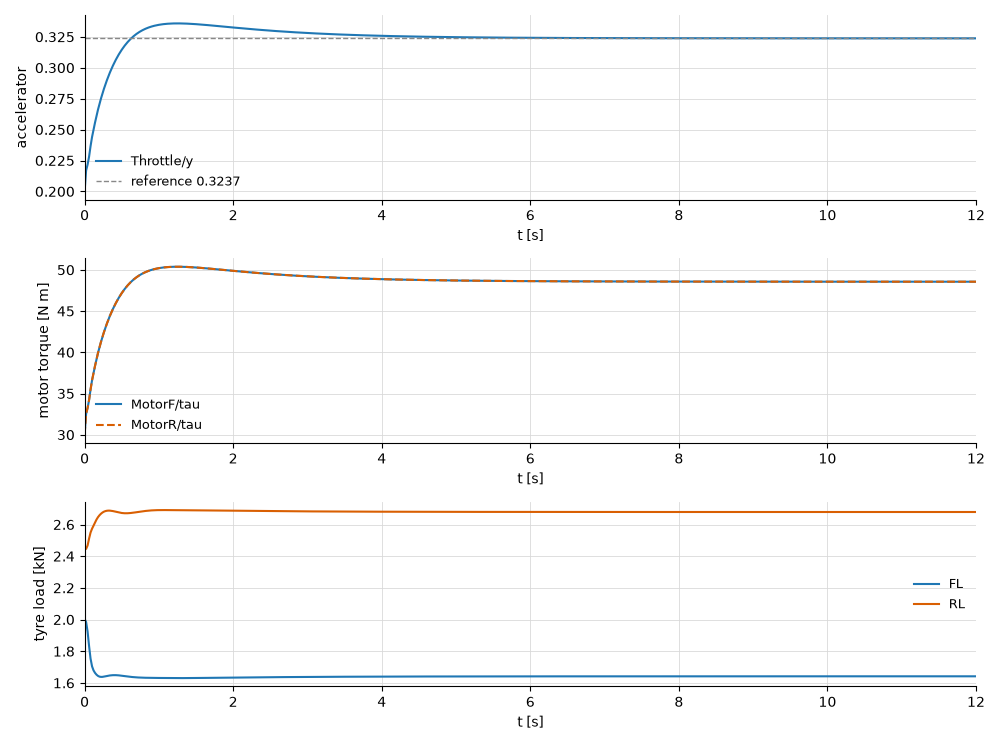 accelerator
0.325
0.300
0.275
0.250
0.225
0.200
Throttle/y
reference 0.3237
0 2 4 6 8 10 12
t [s]
motor torque [N m]
50
45
40
35
30
MotorF/tau
MotorR/tau
0 2 4 6 8 10 12
t [s]
tyre load [kN]
2.6
2.4
2.2
2.0
1.8
1.6
FL
RL
0 2 4 6 8 10 12
t [s]